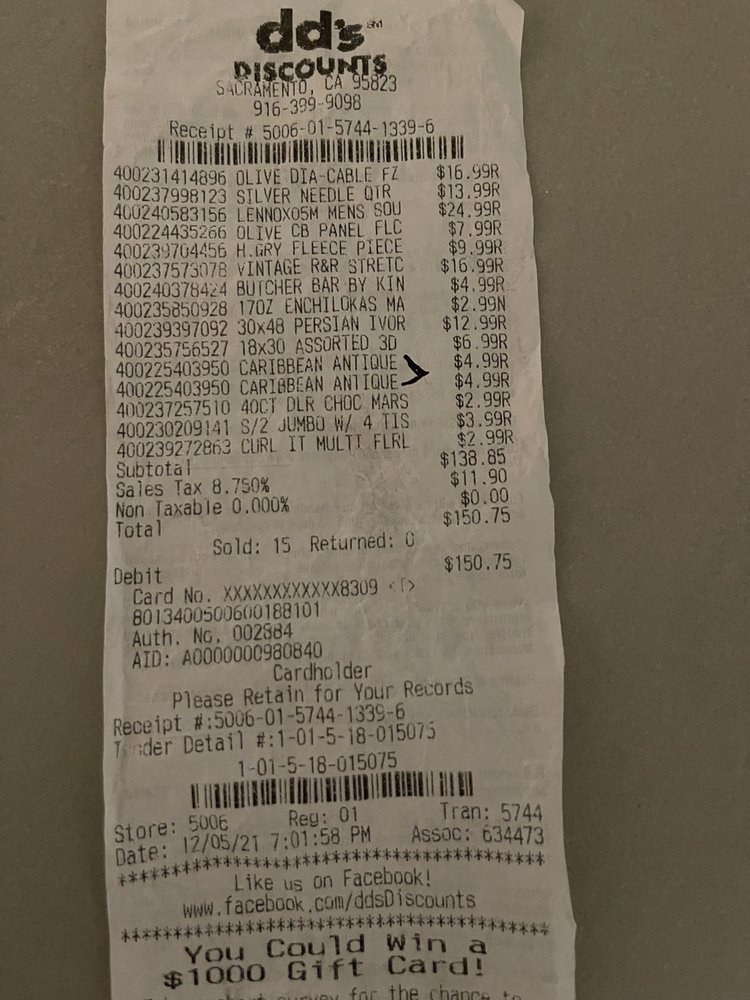 dd's SM
DISCOUNTS
SACRAMENTO, CA 95823
916-399-9098
Receipt # 5006-01-5744-1339-6
400231414896 OLIVE DIA-CABLE FZ $16.99R
400237998123 SILVER NEEDLE QTR $13.99R
400240583156 LENNOX05M MENS SOU $24.99R
400224435266 OLIVE CB PANEL FLC $7.99R
400239704456 H.GRY FLEECE PIECE $9.99R
400237573078 VINTAGE R&R STRETC $16.99R
400240378424 BUTCHER BAR BY KIN $4.99R
400235850928 17OZ ENCHILOKAS MA $2.99N
400239397092 30x48 PERSIAN IVOR $12.99R
400235756527 18x30 ASSORTED 3D $6.99R
400225403950 CARIBBEAN ANTIQUE $4.99R
400225403950 CARIBBEAN ANTIQUE $4.99R
400237257510 40CT DLR CHOC MARS $2.99R
400230209141 S/2 JUMBO W/ 4 TIS $3.99R
400239272863 CURL IT MULTI FLRL $2.99R
Subtotal $138.85
Sales Tax 8.750% $11.90
Non Taxable 0.000% $0.00
Total $150.75
Sold: 15 Returned: 0
Debit $150.75
Card No. XXXXXXXXXXXX8309 <f>
8013400500600188101
Auth. No. 002384
AID: A0000000980840
Cardholder
Please Retain for Your Records
Receipt #:5006-01-5744-1339-6
Tender Detail #:1-01-5-18-015075
1-01-5-18-015075
Store: 5006 Reg: 01 Tran: 5744
Date: 12/05/21 7:01:58 PM Assoc: 634473
****************************************
Like us on Facebook!
www.facebook.com/ddsDiscounts
****************************************
You Could Win a
$1000 Gift Card!
survey for the chance to